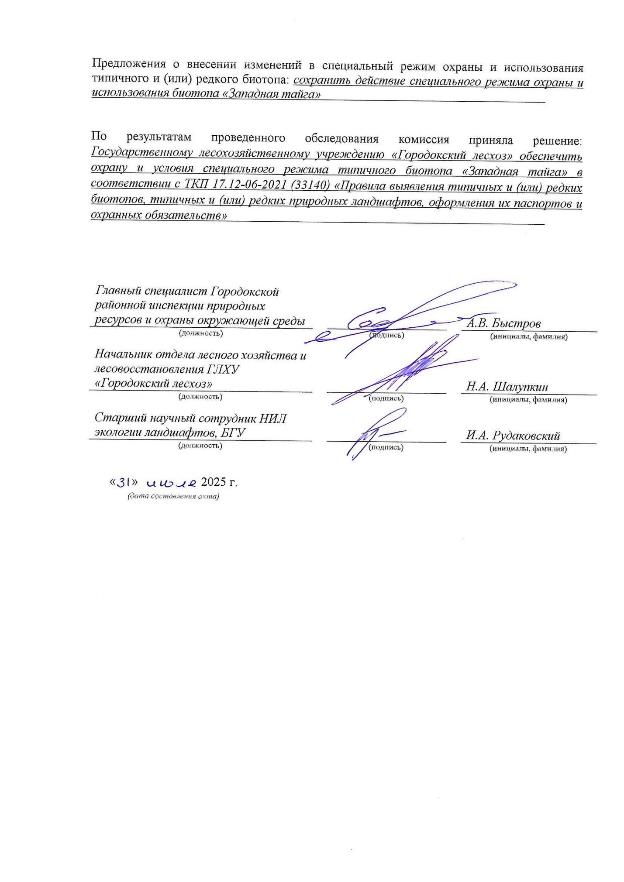 Предложения о внесении изменений в специальный режим охраны и использования
типичного и (или) редкого биотопа: сохранить действие специального режима охраны и
использования биотопа «Западная тайга»
По результатам проведенного обследования комиссия приняла решение:
Государственному лесохозяйственному учреждению «Городокский лесхоз» обеспечить
охрану и условия специального режима типичного биотопа «Западная тайга» в
соответствии с ТКП 17.12-06-2021 (33140) «Правила выявления типичных и (или) редких
биотопов, типичных и (или) редких природных ландшафтов, оформления их паспортов и
охранных обязательств»
Главный специалист Городокской
районной инспекции природных
ресурсов и охраны окружающей среды А.В. Быстров
(должность) (подпись) (инициалы, фамилия)
Начальник отдела лесного хозяйства и
лесовосстановления ГЛХУ
«Городокский лесхоз» Н.А. Шалупкин
(должность) (подпись) (инициалы, фамилия)
Старший научный сотрудник НИЛ
экологии ландшафтов, БГУ И.А. Рудаковский
(должность) (подпись) (инициалы, фамилия)
«31» июле 2025 г.
(дата составления акта)